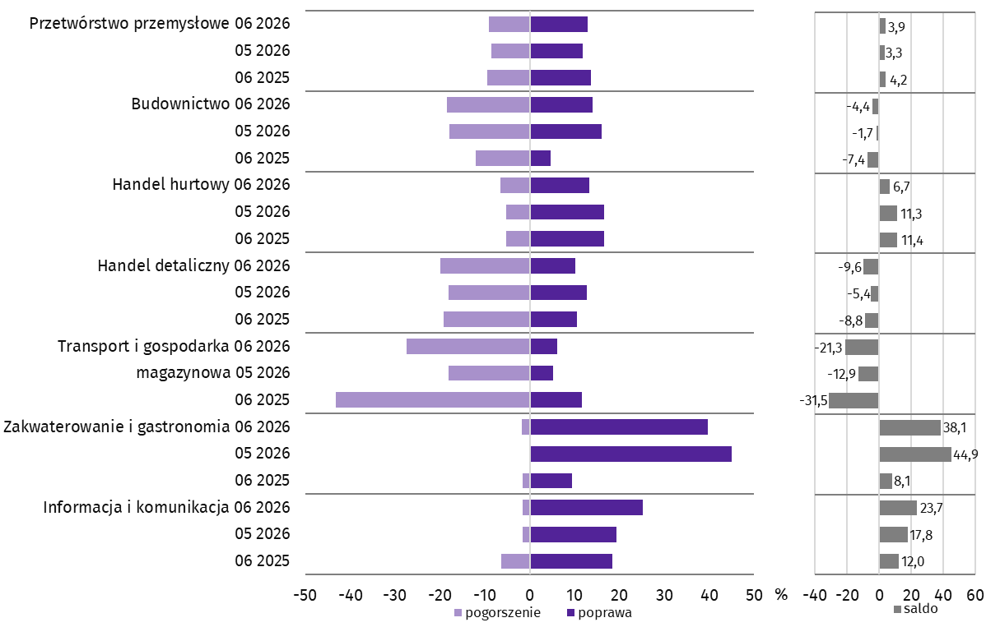 Przetwórstwo przemysłowe 06 2026 3,9
05 2026 3,3
06 2025 4,2
Budownictwo 06 2026 -4,4
05 2026 -1,7
06 2025 -7,4
Handel hurtowy 06 2026 6,7
05 2026 11,3
06 2025 11,4
Handel detaliczny 06 2026 -9,6
05 2026 -5,4
06 2025 -8,8
Transport i gospodarka 06 2026 -21,3
magazynowa 05 2026 -12,9
06 2025 -31,5
Zakwaterowanie i gastronomia 06 2026 38,1
05 2026 44,9
06 2025 8,1
Informacja i komunikacja 06 2026 23,7
05 2026 17,8
06 2025 12,0
-50 -40 -30 -20 -10 0 10 20 30 40 50 % -40 -20 0 20 40 60
pogorszenie poprawa saldo